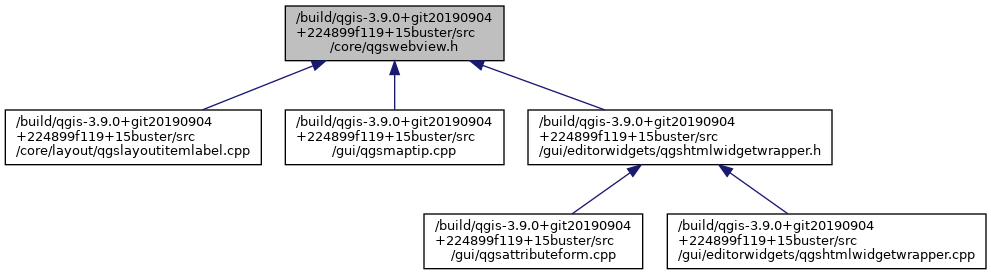 /build/qgis-3.9.0+git20190904
+224899f119+15buster/src
/core/qgswebview.h
/build/qgis-3.9.0+git20190904
+224899f119+15buster/src
/core/layout/qgslayoutitemlabel.cpp
/build/qgis-3.9.0+git20190904
+224899f119+15buster/src
/gui/qgsmaptip.cpp
/build/qgis-3.9.0+git20190904
+224899f119+15buster/src
/gui/editorwidgets/qgshtmlwidgetwrapper.h
/build/qgis-3.9.0+git20190904
+224899f119+15buster/src
/gui/qgsattributeform.cpp
/build/qgis-3.9.0+git20190904
+224899f119+15buster/src
/gui/editorwidgets/qgshtmlwidgetwrapper.cpp